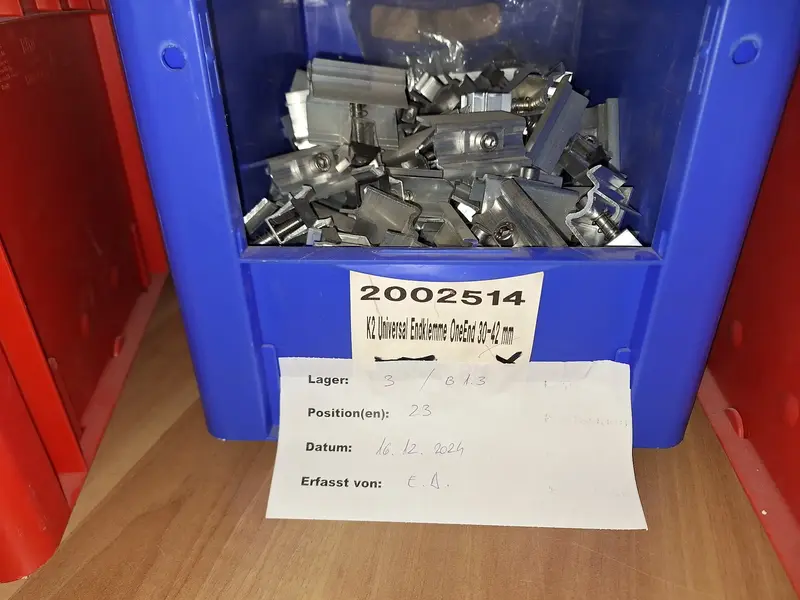 2002514
K2 Universal Endklemme OneEnd 30-42 mm
Lager: 3 / B 1.3
Position(en): 23
Datum: 16.12.2024
Erfasst von: E.D.